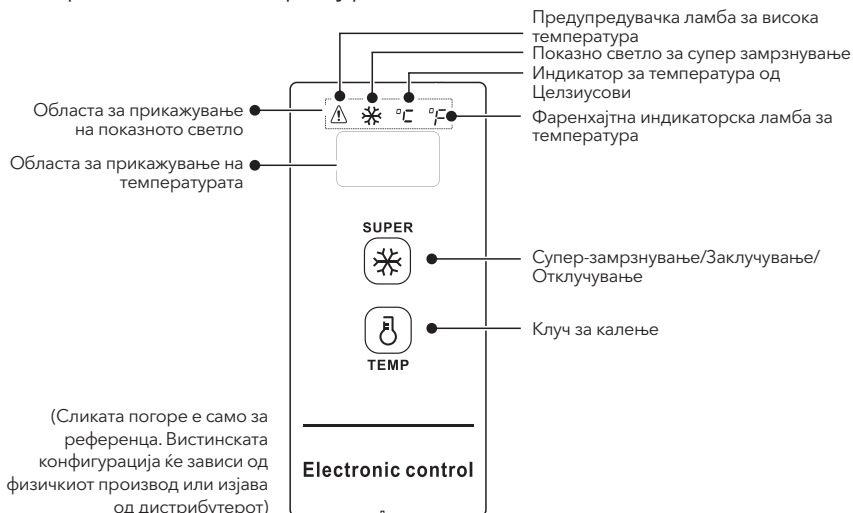 Предупредувачка ламба за висока
температура
Показно светло за супер замрзнување
Индикатор за температура од
Целзиусови
Фаренхајтна индикаторска ламба за
температура
Областа за прикажување
на показното светло
°C °F
Областа за прикажување на
температурата
SUPER
Супер-замрзнување/Заклучување/
Отклучување
Клуч за калење
TEMP
(Сликата погоре е само за
референца. Вистинската
конфигурација ќе зависи од
физичкиот производ или изјава
од дистрибутерот)
Electronic control